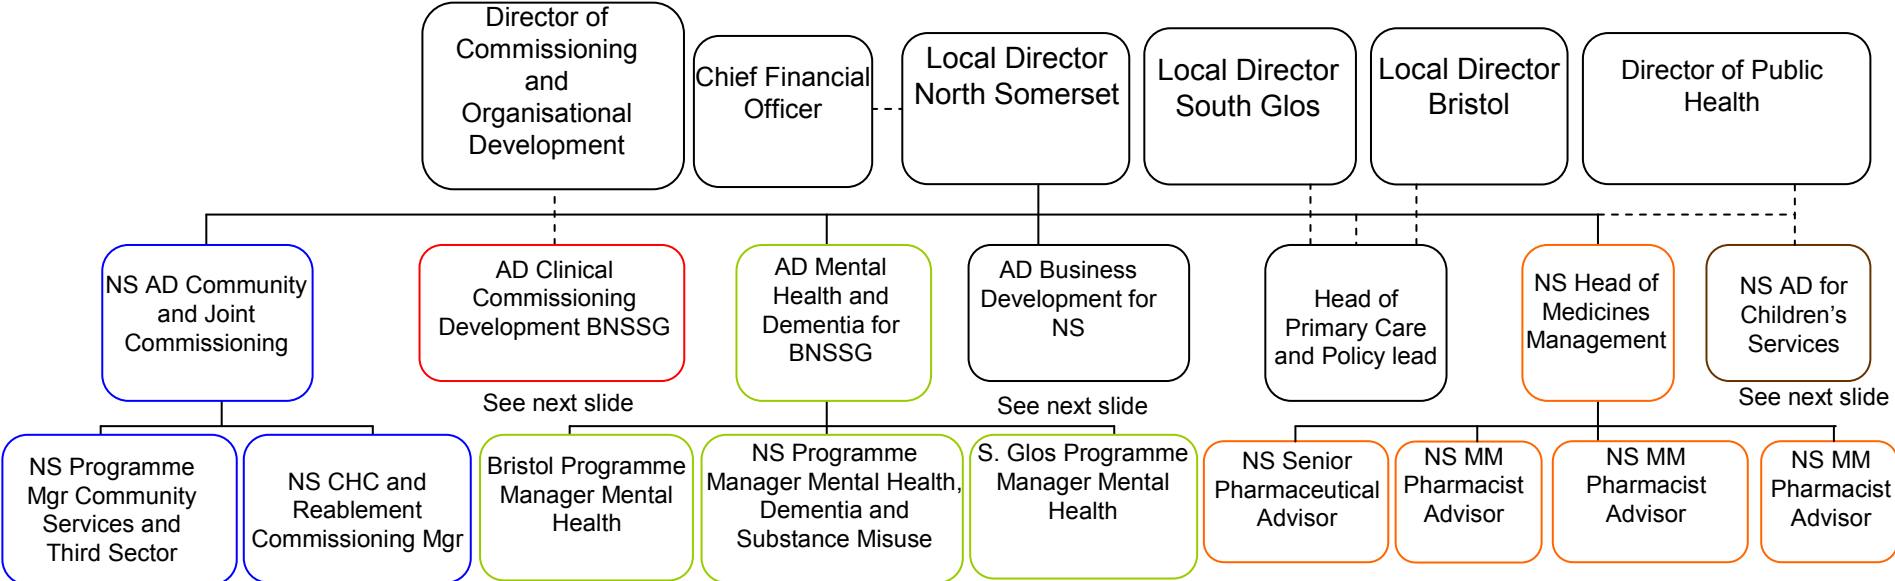 Director of
Commissioning
and
Organisational
Development
Chief Financial
Officer
Local Director
North Somerset
Local Director
South Glos
Local Director
Bristol
Director of Public
Health
NS AD Community
and Joint
Commissioning
AD Clinical
Commissioning
Development BNSSG
AD Mental
Health and
Dementia for
BNSSG
AD Business
Development for
NS
Head of
Primary Care
and Policy lead
NS Head of
Medicines
Management
NS AD for
Children’s
Services
See next slide
See next slide
See next slide
NS Programme
Mgr Community
Services and
Third Sector
NS CHC and
Reablement
Commissioning Mgr
Bristol Programme
Manager Mental
Health
NS Programme
Manager Mental Health,
Dementia and
Substance Misuse
S. Glos Programme
Manager Mental
Health
NS Senior
Pharmaceutical
Advisor
NS MM
Pharmacist
Advisor
NS MM
Pharmacist
Advisor
NS MM
Pharmacist
Advisor